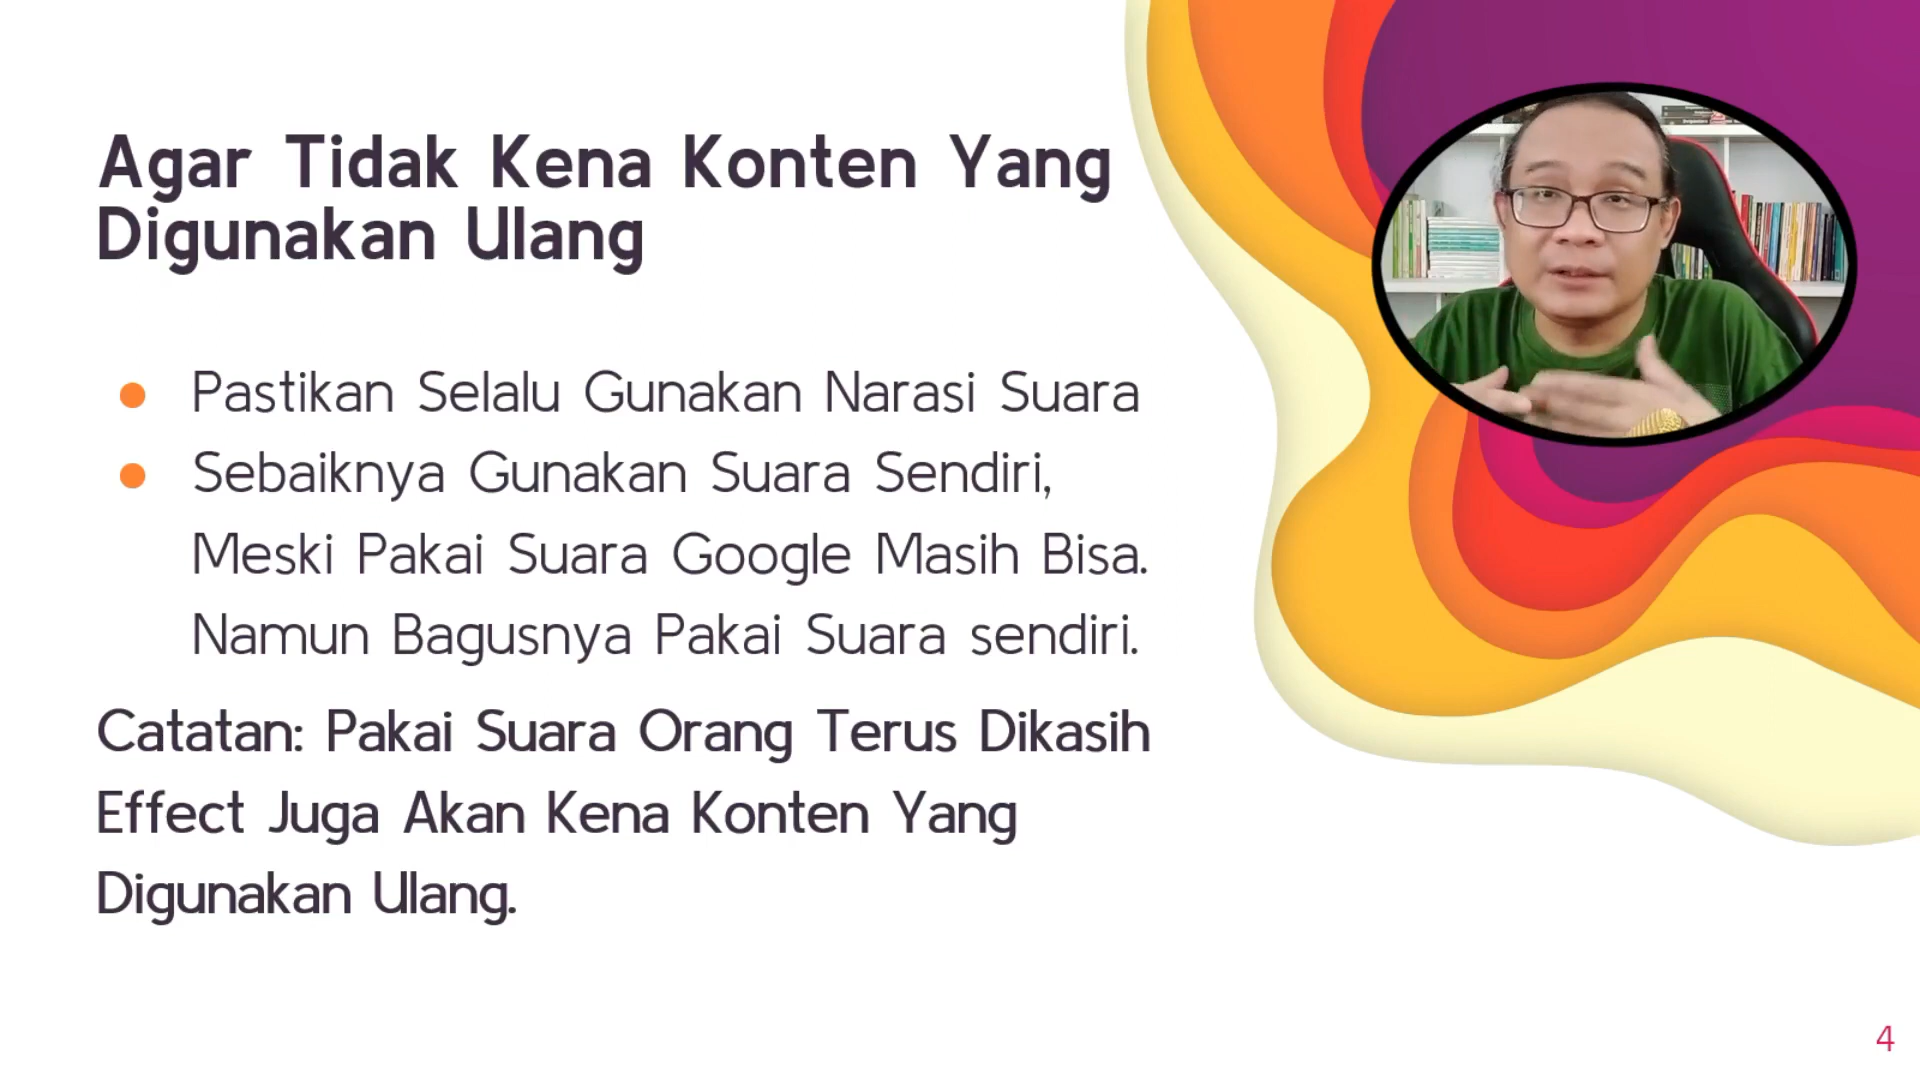 Agar Tidak Kena Konten Yang
Digunakan Ulang
Pastikan Selalu Gunakan Narasi Suara
Sebaiknya Gunakan Suara Sendiri,
Meski Pakai Suara Google Masih Bisa.
Namun Bagusnya Pakai Suara sendiri.
Catatan: Pakai Suara Orang Terus Dikasih
Effect Juga Akan Kena Konten Yang
Digunakan Ulang.
4